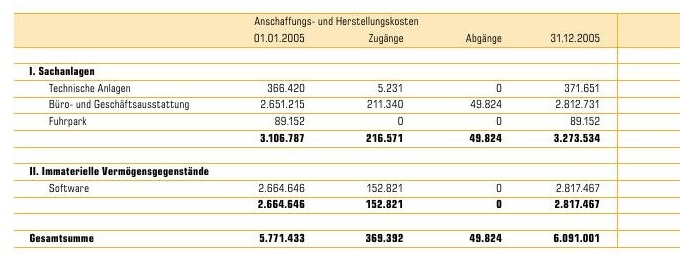 Anschaffungs- und Herstellungskosten
01.01.2005 Zugänge Abgänge 31.12.2005
I. Sachanlagen
Technische Anlagen 366.420 5.231 0 371.651
Büro- und Geschäftsausstattung 2.651.215 211.340 49.824 2.812.731
Fuhrpark 89.152 0 0 89.152
3.106.787 216.571 49.824 3.273.534
II. Immaterielle Vermögensgegenstände
Software 2.664.646 152.821 0 2.817.467
2.664.646 152.821 0 2.817.467
Gesamtsumme 5.771.433 369.392 49.824 6.091.001